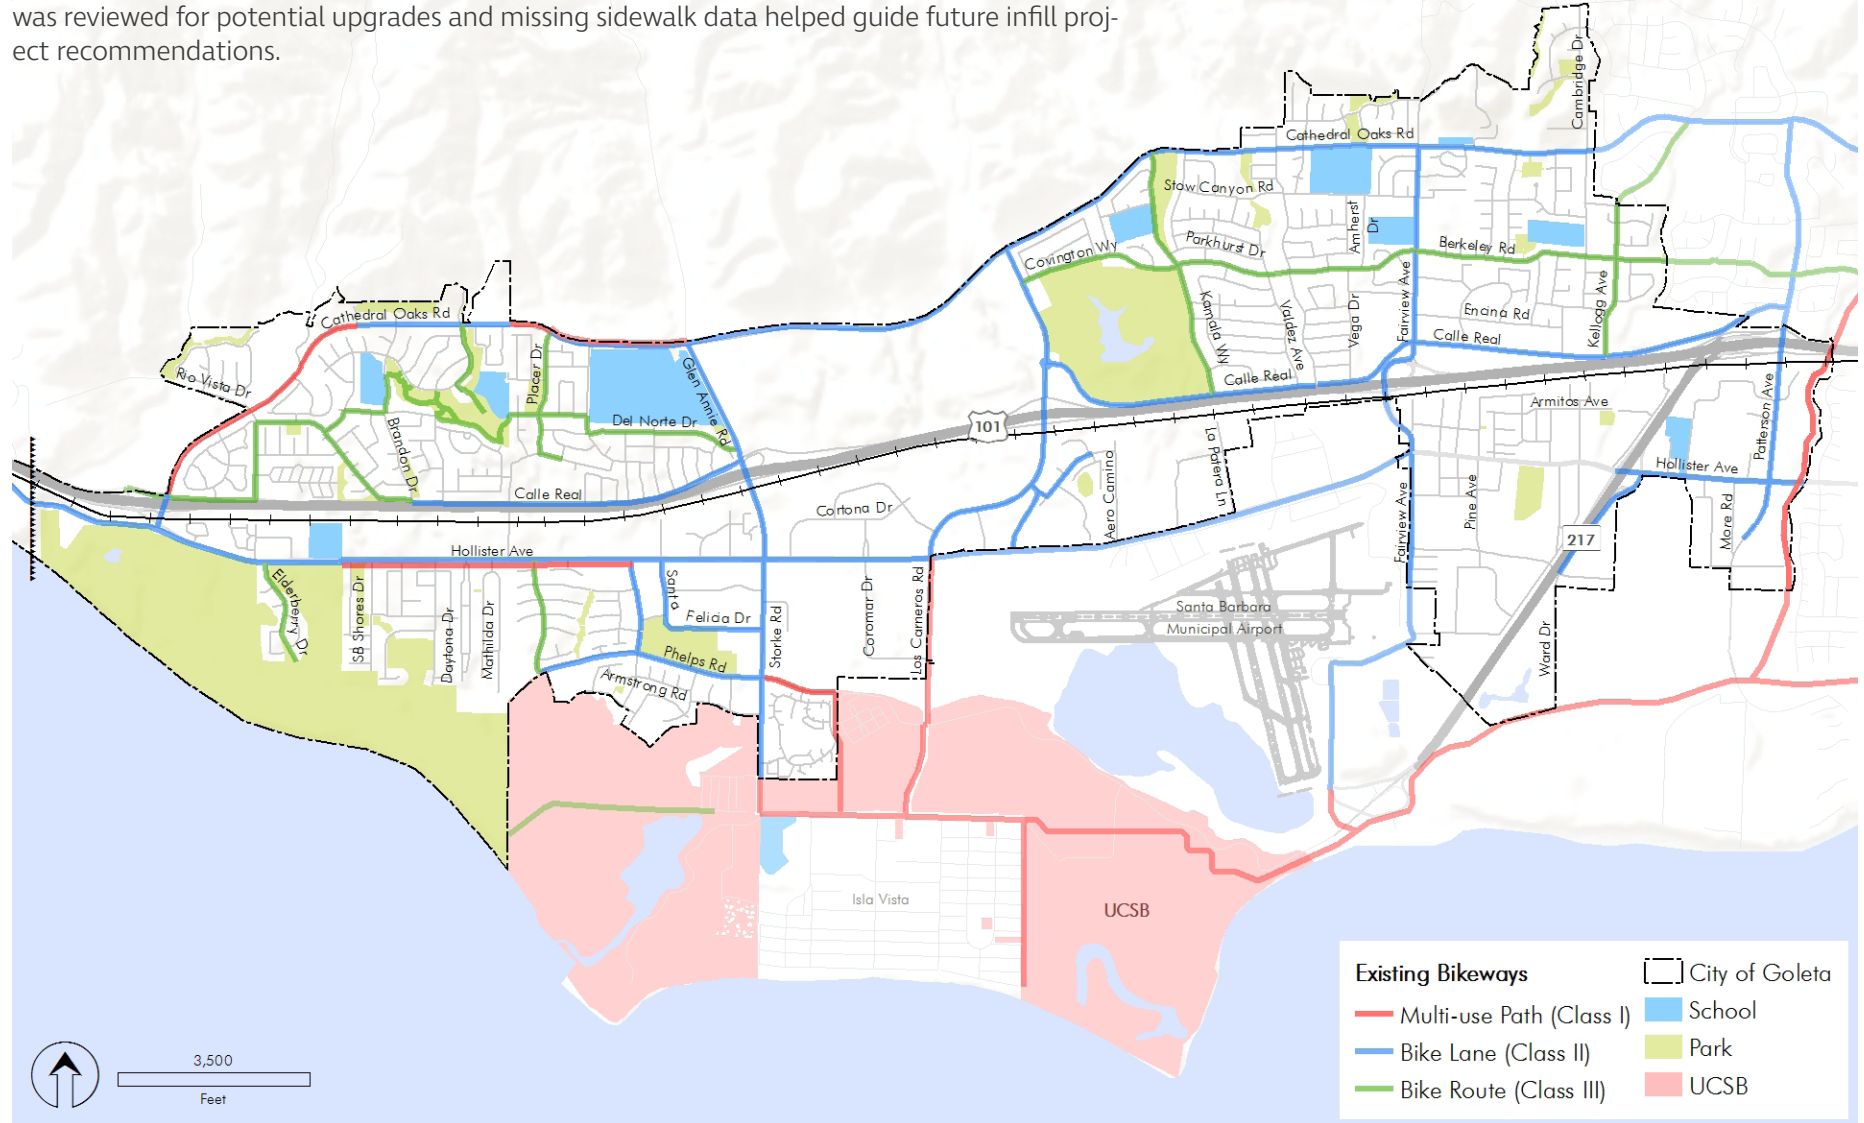 was reviewed for potential upgrades and missing sidewalk data helped guide future infill proj-
ect recommendations.
Cambridge Dr
Cathedral Oaks Rd
Stow Canyon Rd
Amherst
Dr
Parkhurst Dr
Berkeley Rd
Covington Wy
Fairview Ave
Kellogg Ave
Kamala Wy
Valdez Ave
Vega Dr
Encina Rd
Calle Real
Calle Real
Cathedral Oaks Rd
Rio Vista Dr
Placer Dr
Glen Annie Rd
Del Norte Dr
Brandon Dr
Calle Real
101
Armitos Ave
Patterson Ave
La Patera Ln
Hollister Ave
Aero Camino
Cortona Dr
Fairview Ave
Pine Ave
More Rd
217
Hollister Ave
Elderberry Dr
SB Shores Dr
Daytona Dr
Mathilda Dr
Santa
Felicia Dr
Storke Rd
Coromar Dr
Los Carneros Rd
Santa Barbara
Municipal Airport
Ward Dr
Phelps Rd
Armstrong Rd
Isla Vista
UCSB
Existing Bikeways
Multi-use Path (Class I)
Bike Lane (Class II)
Bike Route (Class III)
City of Goleta
School
Park
UCSB
3,500
Feet